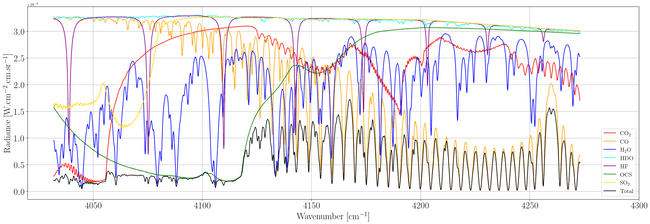 3.0
2.5
2.0
1.5
1.0
0.5
0.0
Radiance [W.cm⁻².cm.sr⁻¹]
4050 4100 4150 4200 4250 4300
Wavenumber [cm⁻¹]
CO₂
CO
H₂O
HDO
HF
OCS
SO₂
Total